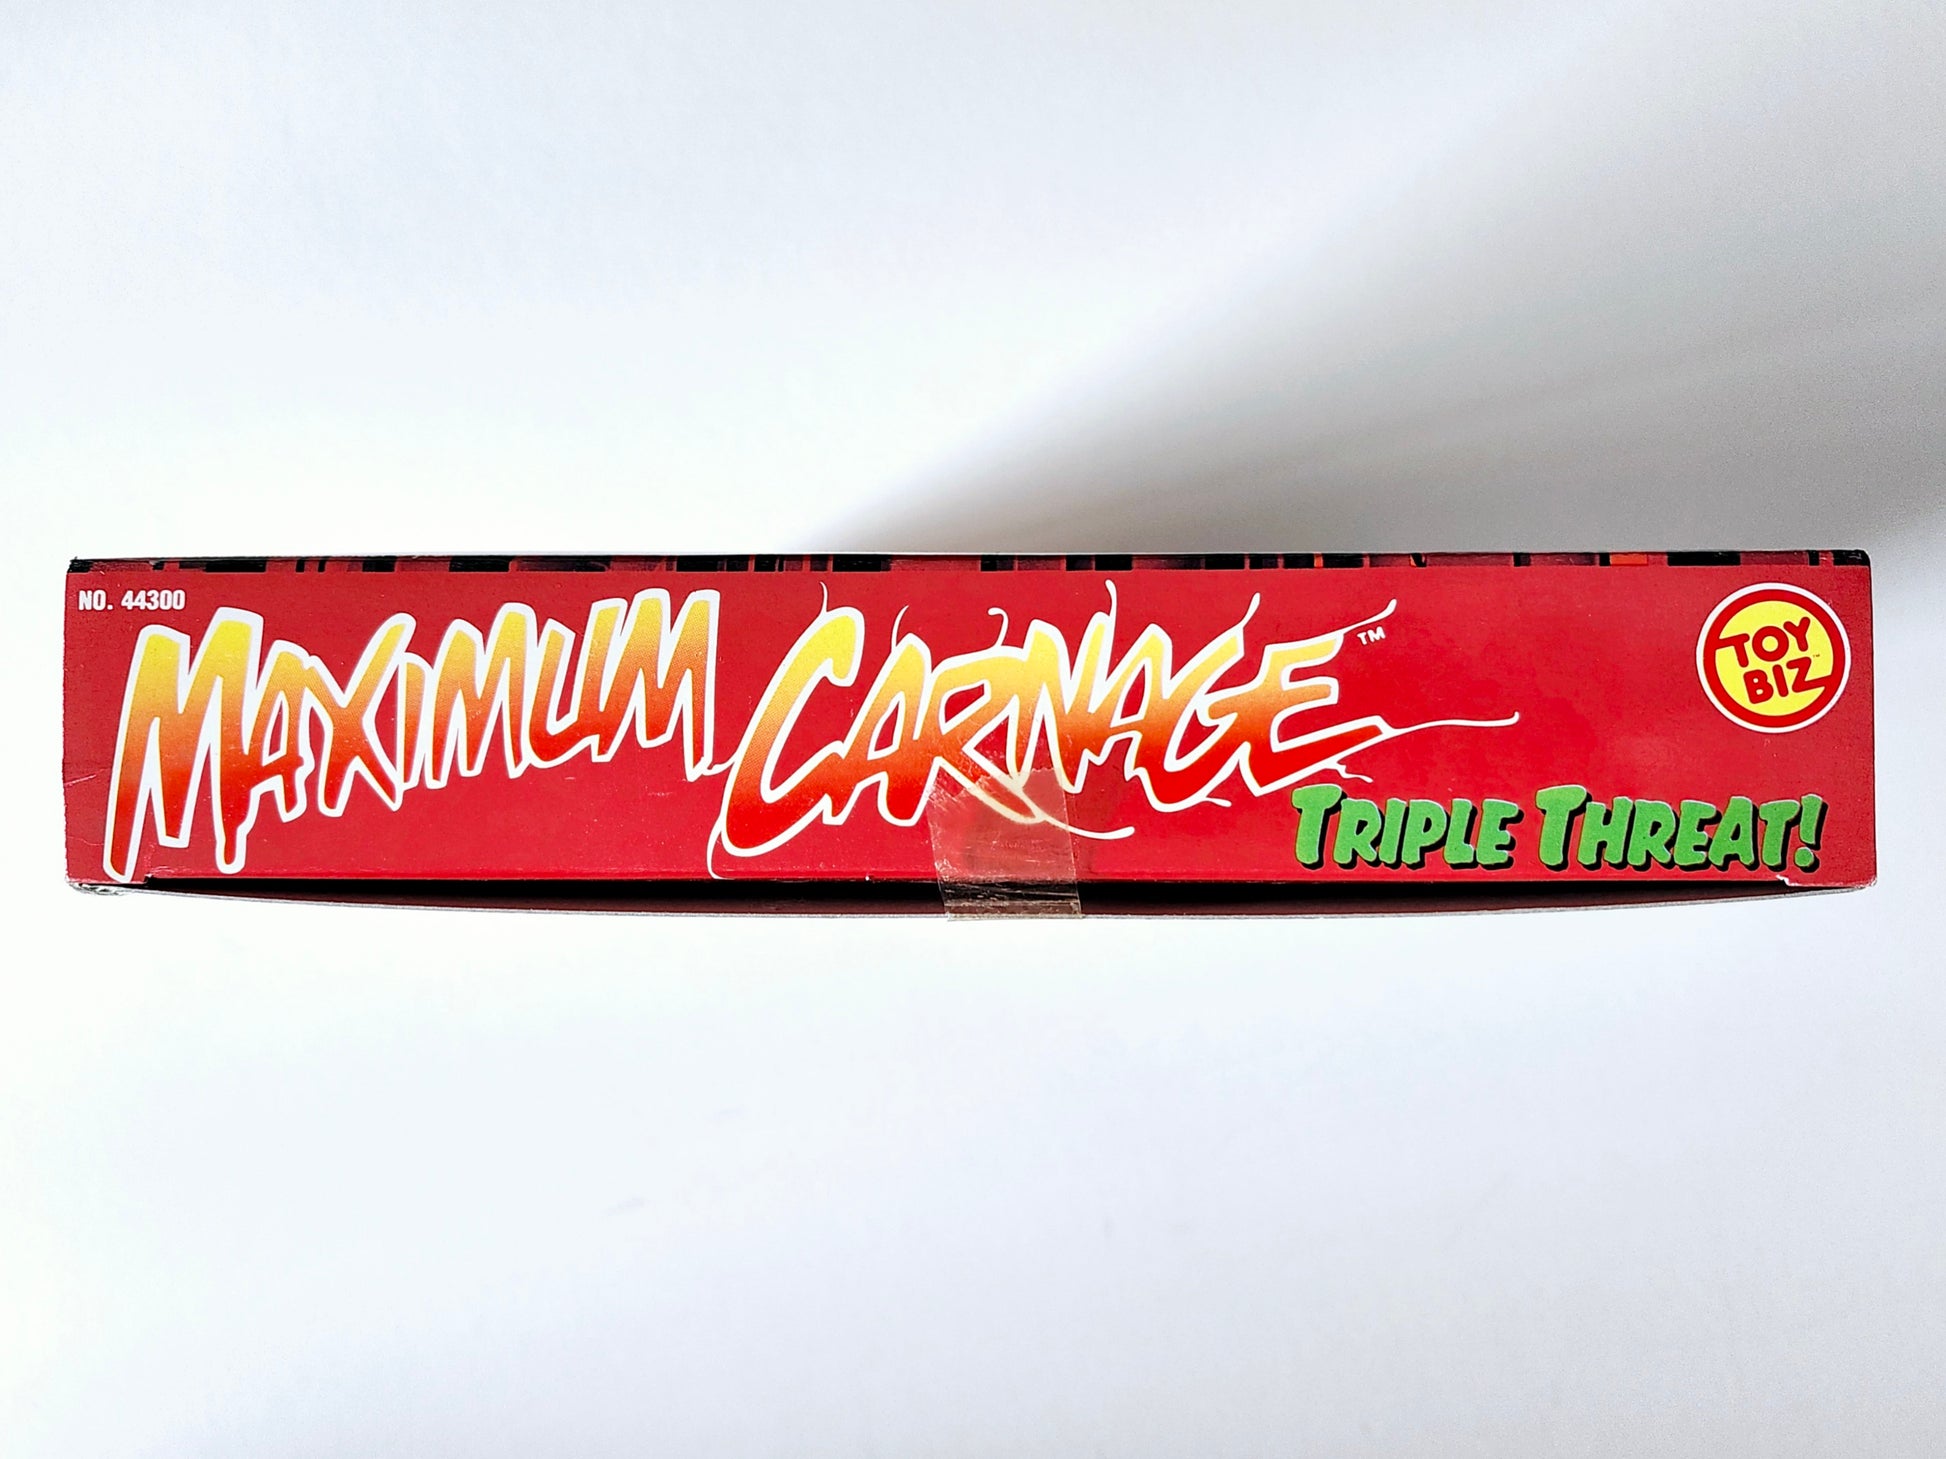 NO. 44300
MAXIMUM CARNAGE™
TOY
BIZ™
TRIPLE THREAT!